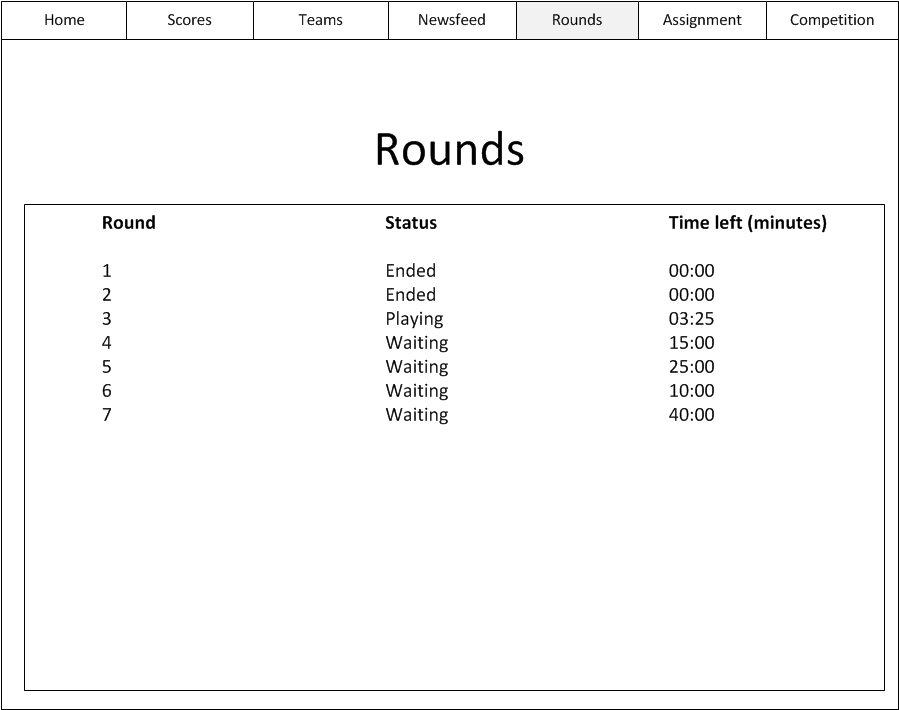 Home Scores Teams Newsfeed Rounds Assignment Competition
Rounds
Round Status Time left (minutes)
1 Ended 00:00
2 Ended 00:00
3 Playing 03:25
4 Waiting 15:00
5 Waiting 25:00
6 Waiting 10:00
7 Waiting 40:00